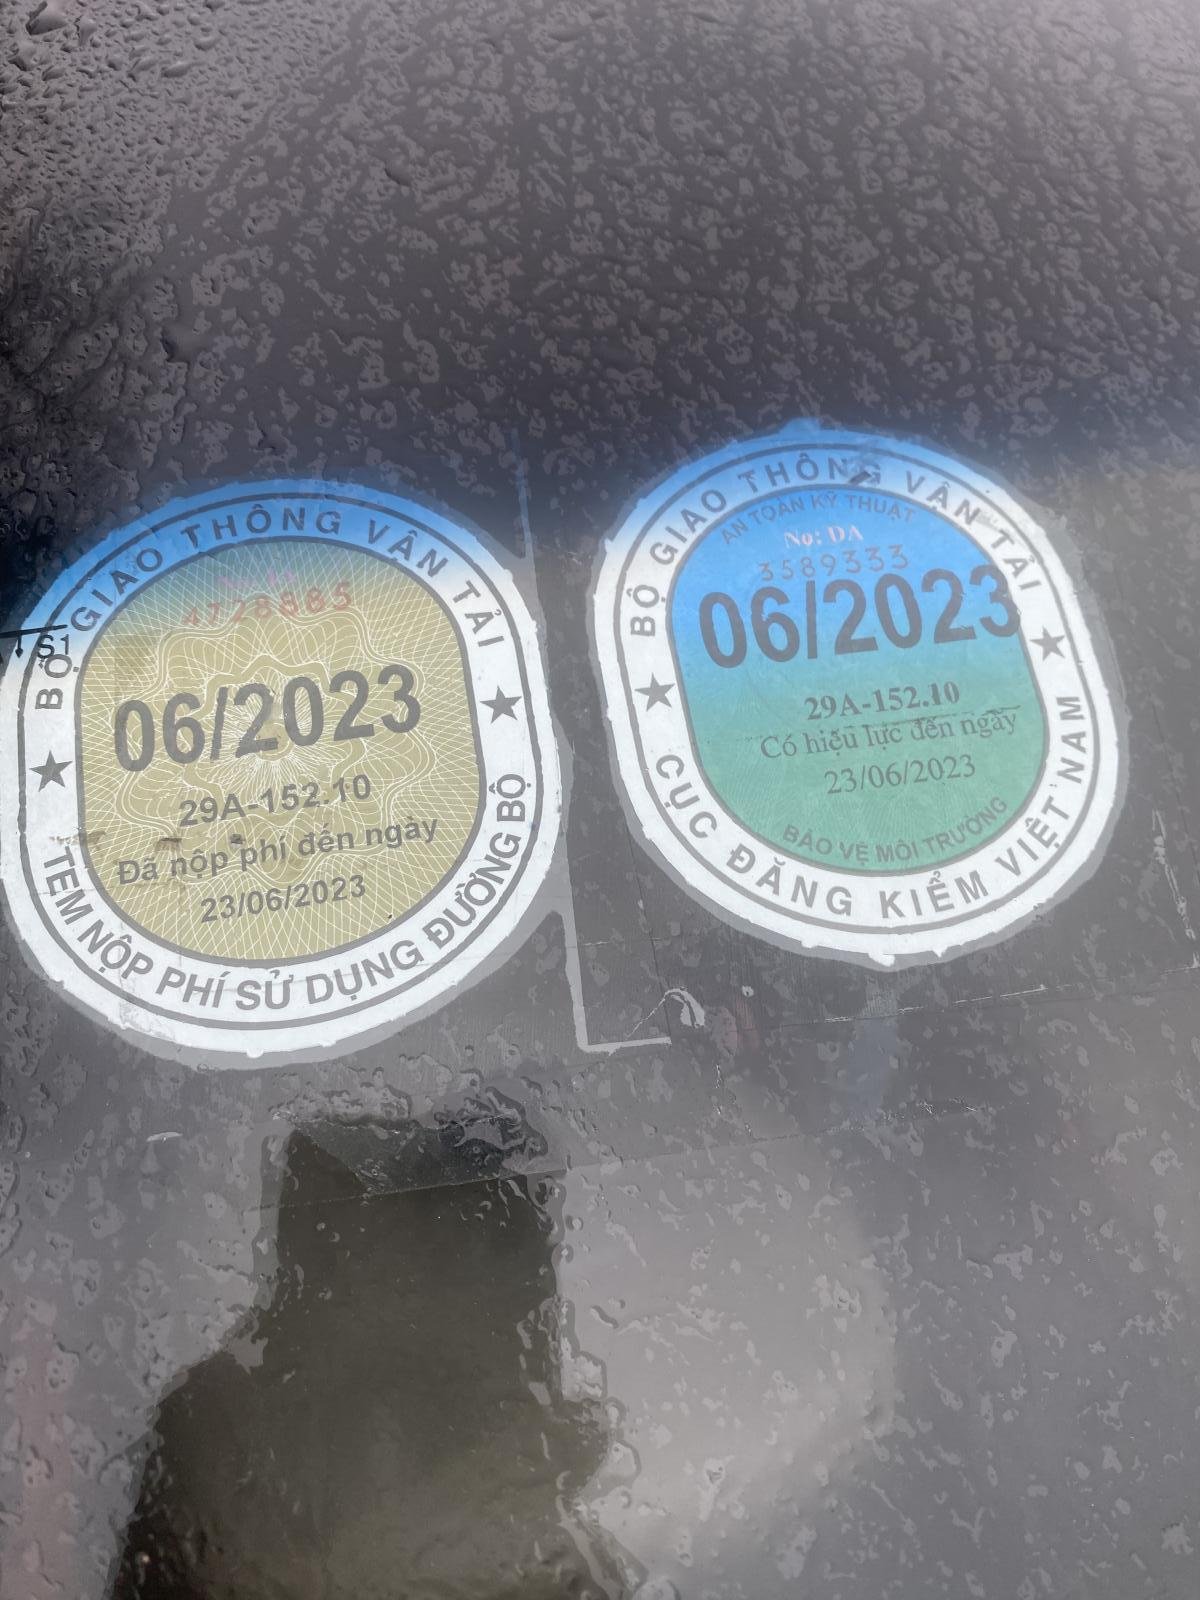 BỘ GIAO THÔNG VẬN TẢI
4728885
06/2023
29A-152.10
Đã nộp phí đến ngày
23/06/2023
TEM NỘP PHÍ SỬ DỤNG ĐƯỜNG BỘ
S1
BỘ GIAO THÔNG VẬN TẢI
AN TOÀN KỸ THUẬT
No: DA
3589333
06/2023
29A-152.10
Có hiệu lực đến ngày
23/06/2023
BẢO VỆ MÔI TRƯỜNG
CỤC ĐĂNG KIỂM VIỆT NAM